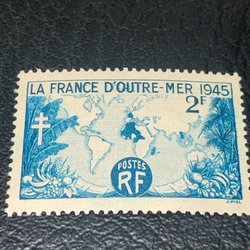 LA FRANCE D'OUTRE-MER 1945
2F
POSTES
RF